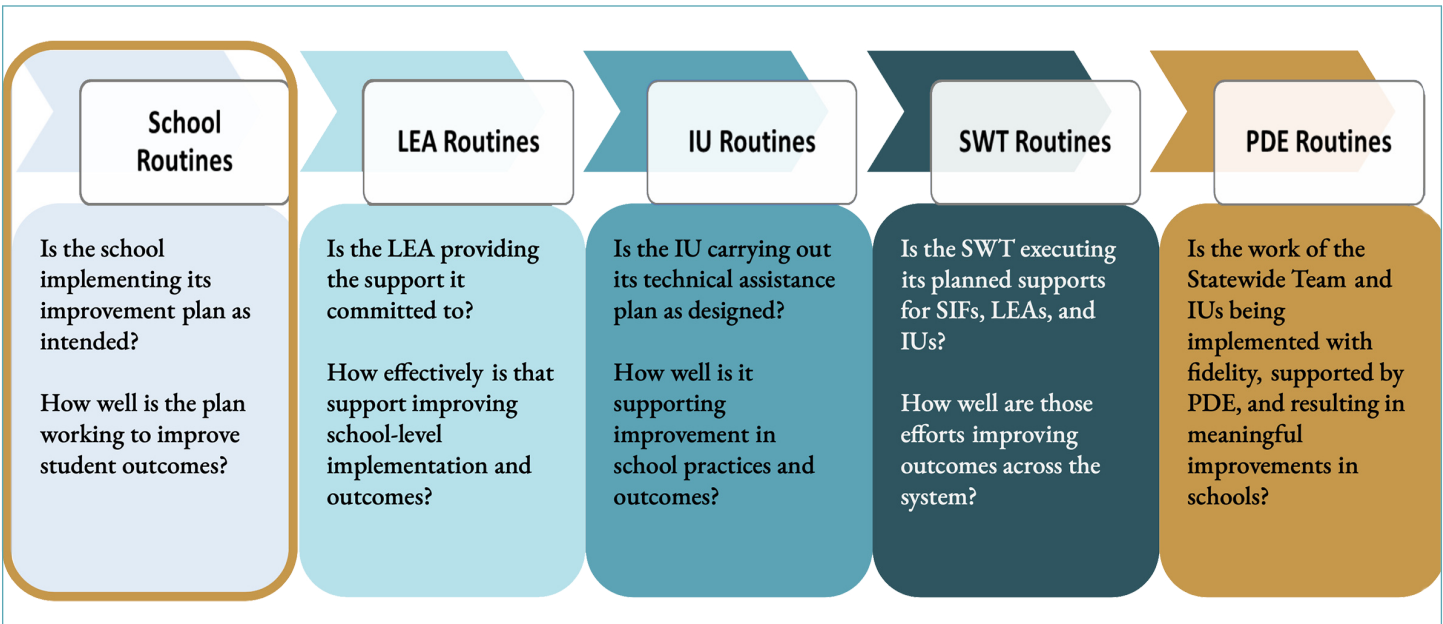 School
Routines
Is the school
implementing its
improvement plan as
intended?
How well is the plan
working to improve
student outcomes?
LEA Routines
Is the LEA providing
the support it
committed to?
How effectively is that
support improving
school-level
implementation and
outcomes?
IU Routines
Is the IU carrying out
its technical assistance
plan as designed?
How well is it
supporting
improvement in
school practices and
outcomes?
SWT Routines
Is the SWT executing
its planned supports
for SIFs, LEAs, and
IUs?
How well are those
efforts improving
outcomes across the
system?
PDE Routines
Is the work of the
Statewide Team and
IUs being
implemented with
fidelity, supported by
PDE, and resulting in
meaningful
improvements in
schools?